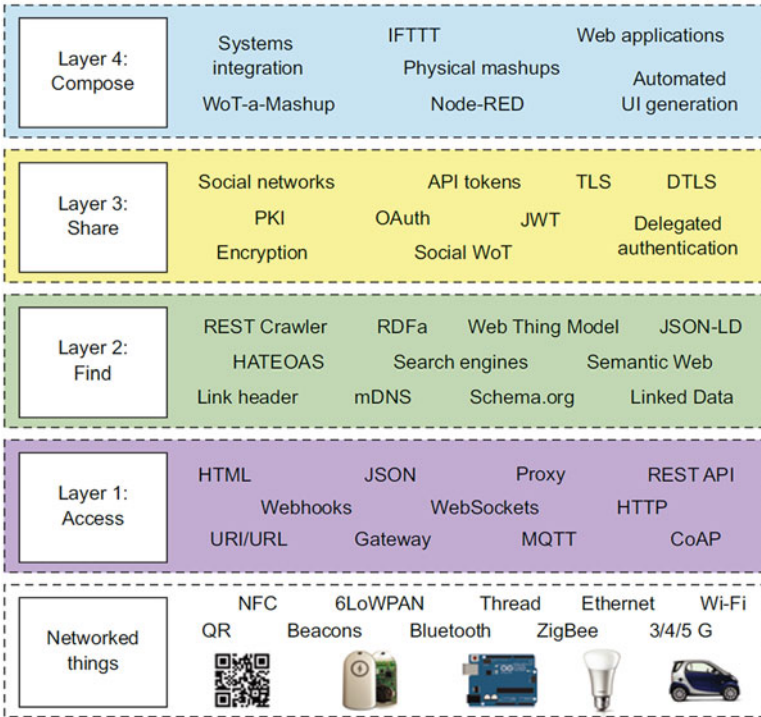 Layer 4:
Compose
Systems
integration
IFTTT
Web applications
Physical mashups
Automated
UI generation
WoT-a-Mashup
Node-RED
Layer 3:
Share
Social networks
API tokens
TLS
DTLS
PKI
OAuth
JWT
Delegated
authentication
Encryption
Social WoT
Layer 2:
Find
REST Crawler
RDFa
Web Thing Model
JSON-LD
HATEOAS
Search engines
Semantic Web
Link header
mDNS
Schema.org
Linked Data
Layer 1:
Access
HTML
JSON
Proxy
REST API
Webhooks
WebSockets
HTTP
URI/URL
Gateway
MQTT
CoAP
Networked
things
NFC
6LoWPAN
Thread
Ethernet
Wi-Fi
QR
Beacons
Bluetooth
ZigBee
3/4/5 G